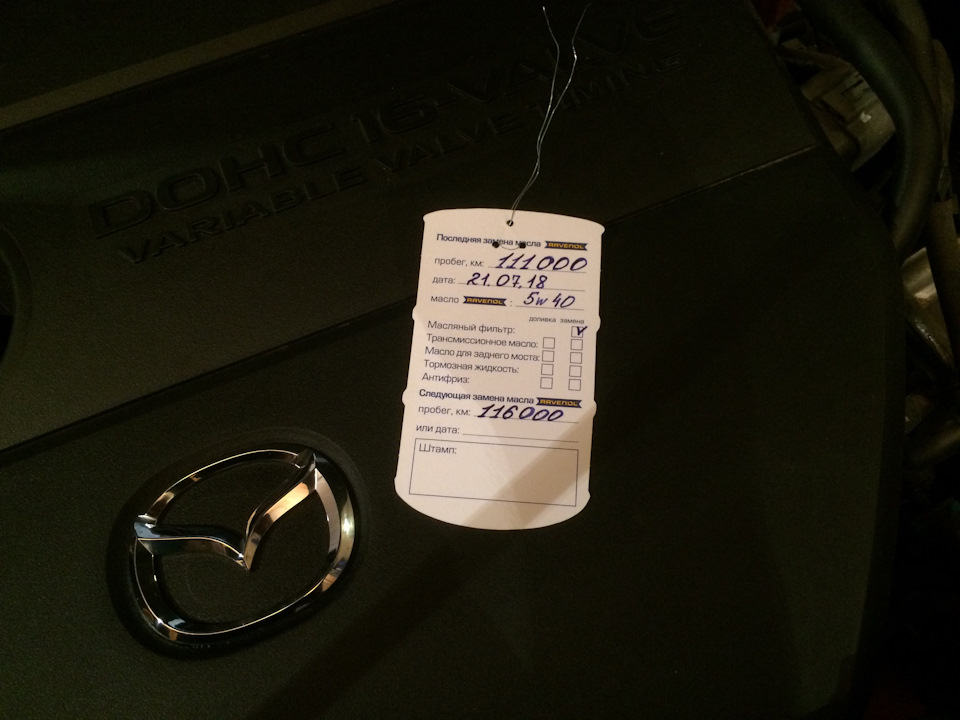 DOHC 16-VALVE
VARIABLE VALVE TIMING
Последняя замена масла RAVENOL
пробег, км: 111000
дата: 21.07.18
масло RAVENOL : 5w40
доливка замена
Масляный фильтр: V
Трансмиссионное масло:
Масло для заднего моста:
Тормозная жидкость:
Антифриз:
Следующая замена масла RAVENOL
пробег, км: 116000
или дата:
Штамп: